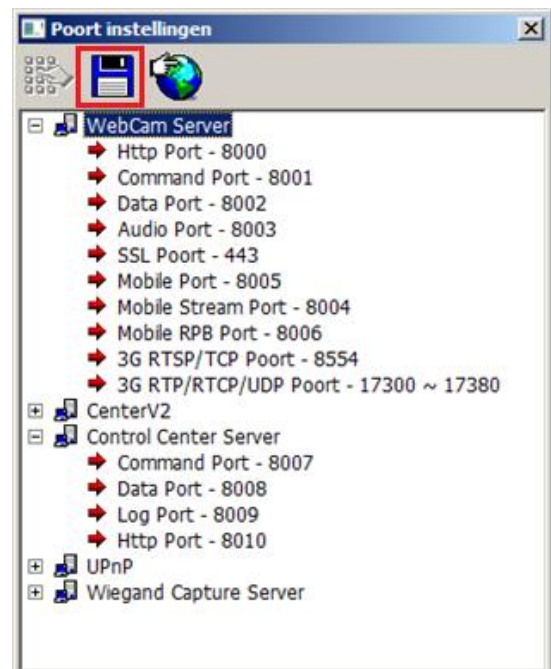 Poort instellingen
WebCam Server
Http Port - 8000
Command Port - 8001
Data Port - 8002
Audio Port - 8003
SSL Poort - 443
Mobile Port - 8005
Mobile Stream Port - 8004
Mobile RPB Port - 8006
3G RTSP/TCP Poort - 8554
3G RTP/RTCP/UDP Poort - 17300 ~ 17380
CenterV2
Control Center Server
Command Port - 8007
Data Port - 8008
Log Port - 8009
Http Port - 8010
UPnP
Wiegand Capture Server